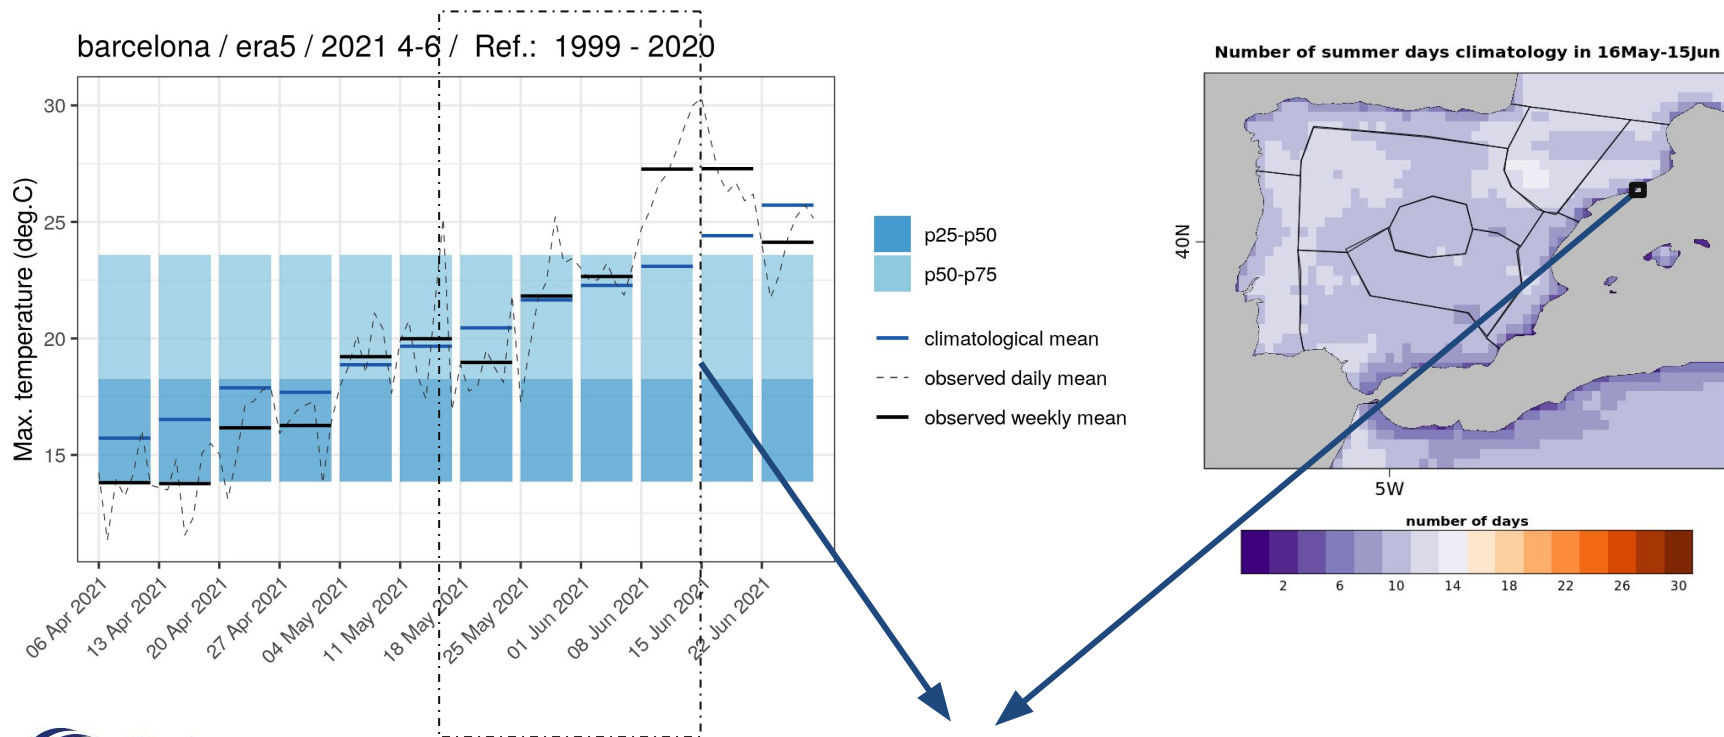 barcelona / era5 / 2021 4-6 / Ref.: 1999 - 2020
Max. temperature (deg.C)
30
25
20
15
06 Apr 2021
13 Apr 2021
20 Apr 2021
27 Apr 2021
04 May 2021
11 May 2021
18 May 2021
25 May 2021
01 Jun 2021
08 Jun 2021
15 Jun 2021
22 Jun 2021
p25-p50
p50-p75
climatological mean
observed daily mean
observed weekly mean
Number of summer days climatology in 16May-15Jun
40N
5W
number of days
2 6 10 14 18 22 26 30